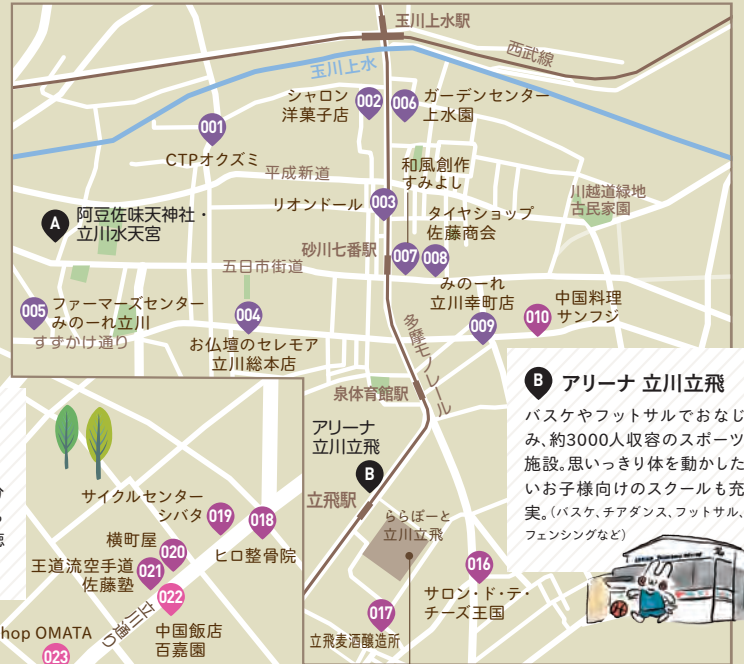 玉川上水駅
西武線
玉川上水
シャロン
洋菓子店
002
006
ガーデンセンター
上水園
001
CTPオクズミ
平成新道
和風創作
すみよし
リオンドール
003
川越道緑地
古民家園
A
阿豆佐味天神社・
立川水天宮
タイヤショップ
佐藤商会
砂川七番駅
007
008
五日市街道
005
ファーマーズセンター
みのーれ立川
すずかけ通り
004
お仏壇のセレモア
立川総本店
みのーれ
立川幸町店
009
中国料理
サンフジ
010
多摩モノレール
泉体育館駅
B アリーナ 立川立飛
バスケやフットサルでおなじ
み、約3000人収容のスポーツ
施設。思いっきり体を動かした
いお子様向けのスクールも充
実。(バスケ、チアダンス、フットサル、
フェンシングなど)
アリーナ
立川立飛
B
立飛駅
ららぽーと
立川立飛
016
サロン・ド・テ・
チーズ王国
017
立飛麦酒醸造所
サイクルセンター
シバタ
019
018
ヒロ整骨院
横町屋
020
王道流空手道
佐藤塾
021
022
中国飯店
百嘉園
立川通り
hop OMATA
023